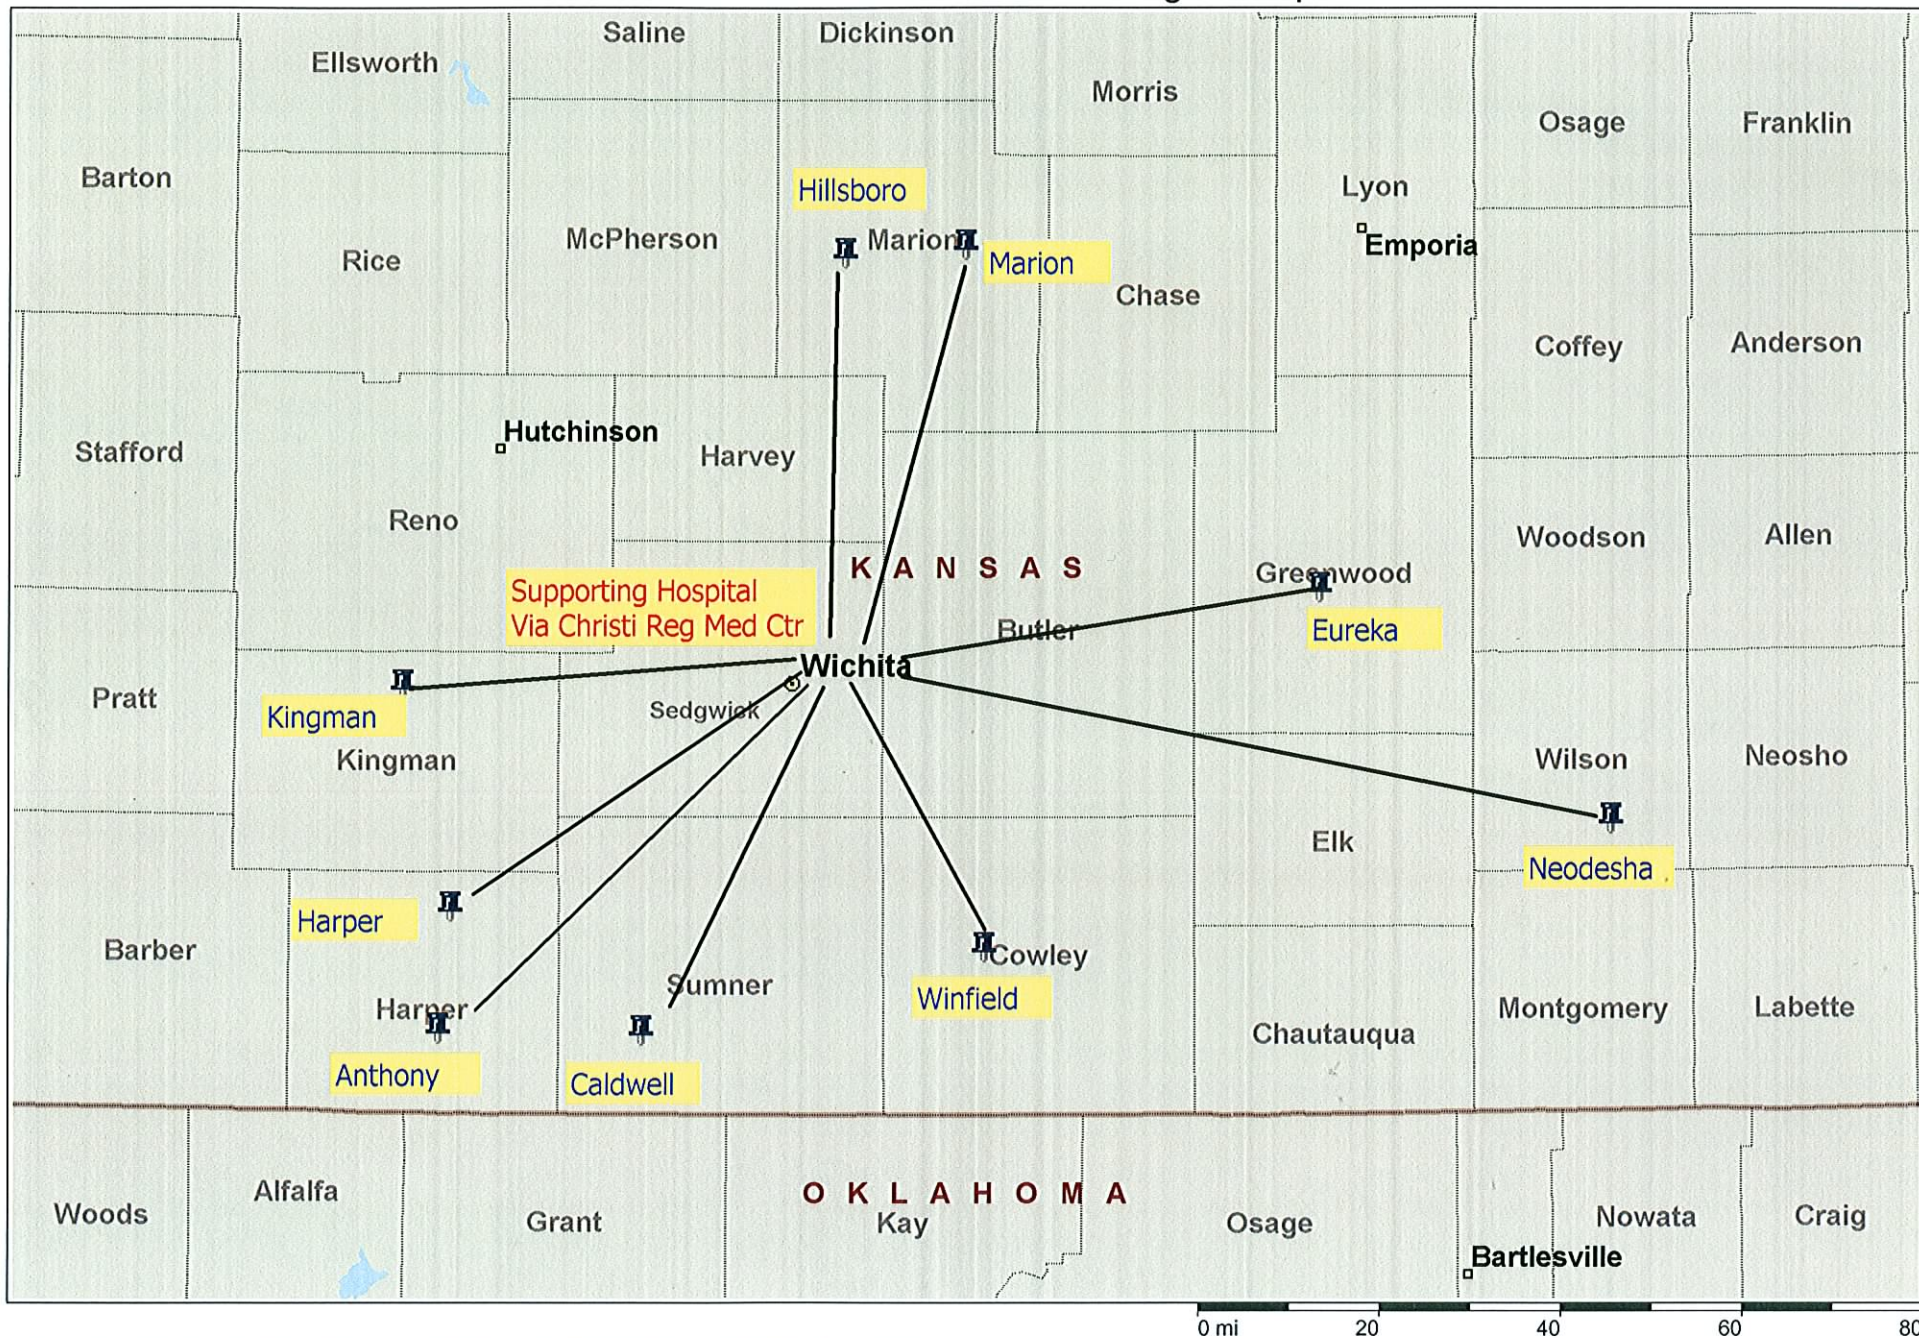 Saline
Dickinson
Ellsworth
Morris
Osage
Franklin
Barton
Hillsboro
Lyon
McPherson
Marion
Rice
Emporia
Marion
Chase
Coffey
Anderson
Hutchinson
Stafford
Harvey
Reno
Woodson
Allen
KANSAS
Greenwood
Supporting Hospital
Via Christi Reg Med Ctr
Butler
Eureka
Wichita
Pratt
Kingman
Sedgwick
Kingman
Wilson
Neosho
Elk
Neodesha
Harper
Barber
Cowley
Sumner
Winfield
Harper
Montgomery
Labette
Chautauqua
Anthony
Caldwell
OKLAHOMA
Woods
Alfalfa
Grant
Kay
Osage
Nowata
Craig
Bartlesville
0 mi 20 40 60 80